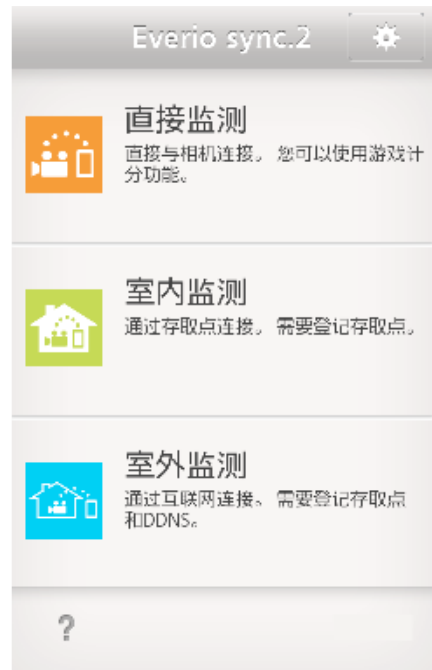 Everio sync.2
直接监测
直接与相机连接。 您可以使用游戏计
分功能。
室内监测
通过存取点连接。 需要登记存取点。
室外监测
通过互联网连接。 需要登记存取点
和DDNS。
?